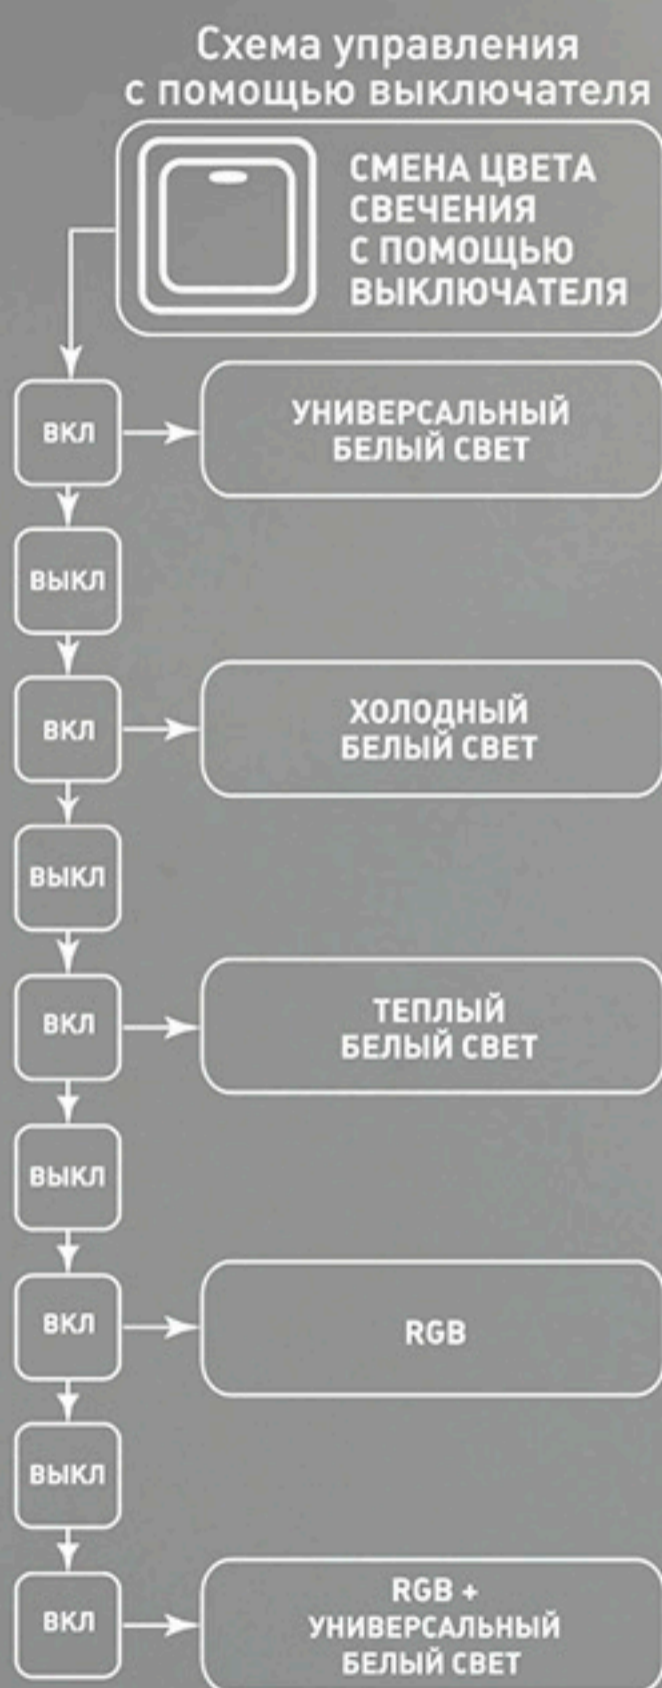 Схема управления
с помощью выключателя
СМЕНА ЦВЕТА
СВЕЧЕНИЯ
С ПОМОЩЬЮ
ВЫКЛЮЧАТЕЛЯ
ВКЛ
УНИВЕРСАЛЬНЫЙ
БЕЛЫЙ СВЕТ
ВЫКЛ
ВКЛ
ХОЛОДНЫЙ
БЕЛЫЙ СВЕТ
ВЫКЛ
ВКЛ
ТЕПЛЫЙ
БЕЛЫЙ СВЕТ
ВЫКЛ
ВКЛ
RGB
ВЫКЛ
ВКЛ
RGB +
УНИВЕРСАЛЬНЫЙ
БЕЛЫЙ СВЕТ